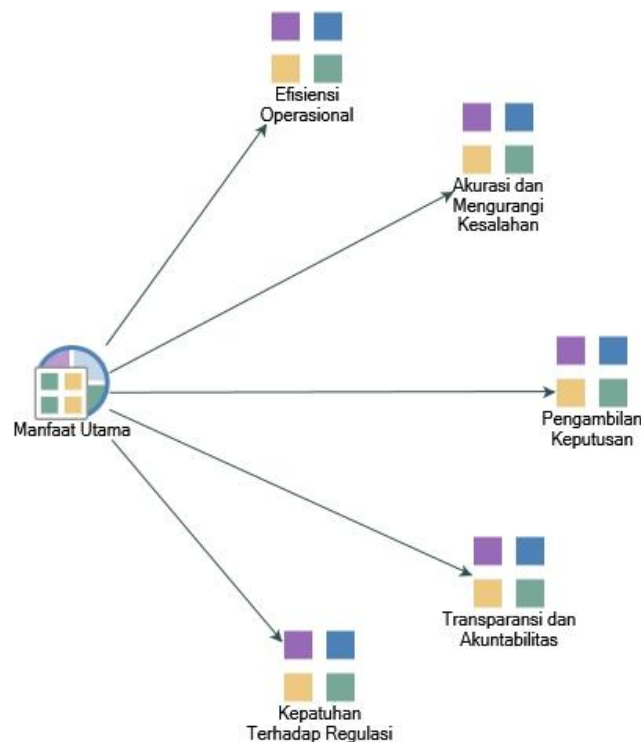 Efisiensi
Operasional
Akurasi dan
Mengurangi
Kesalahan
Pengambilan
Keputusan
Manfaat Utama
Transparansi dan
Akuntabilitas
Kepatuhan
Terhadap Regulasi